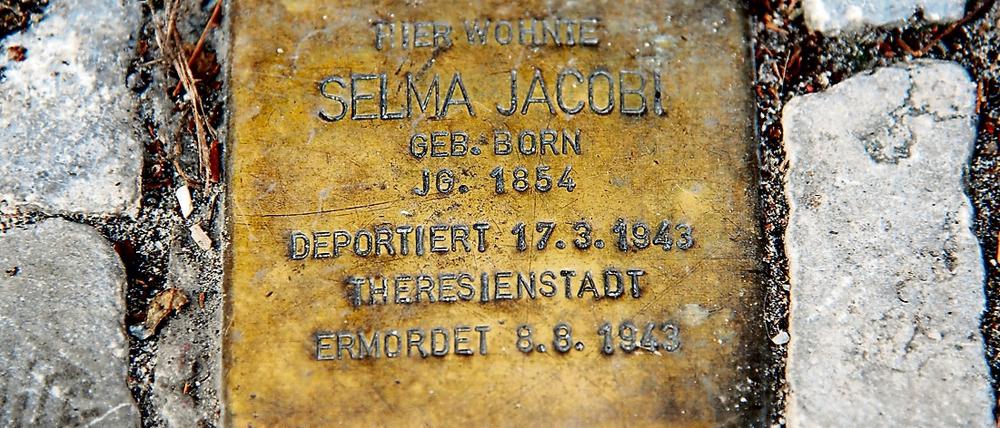 HIER WOHNTE
SELMA JACOBI
GEB. BORN
JG. 1854
DEPORTIERT 17.3.1943
THERESIENSTADT
ERMORDET 8.8.1943